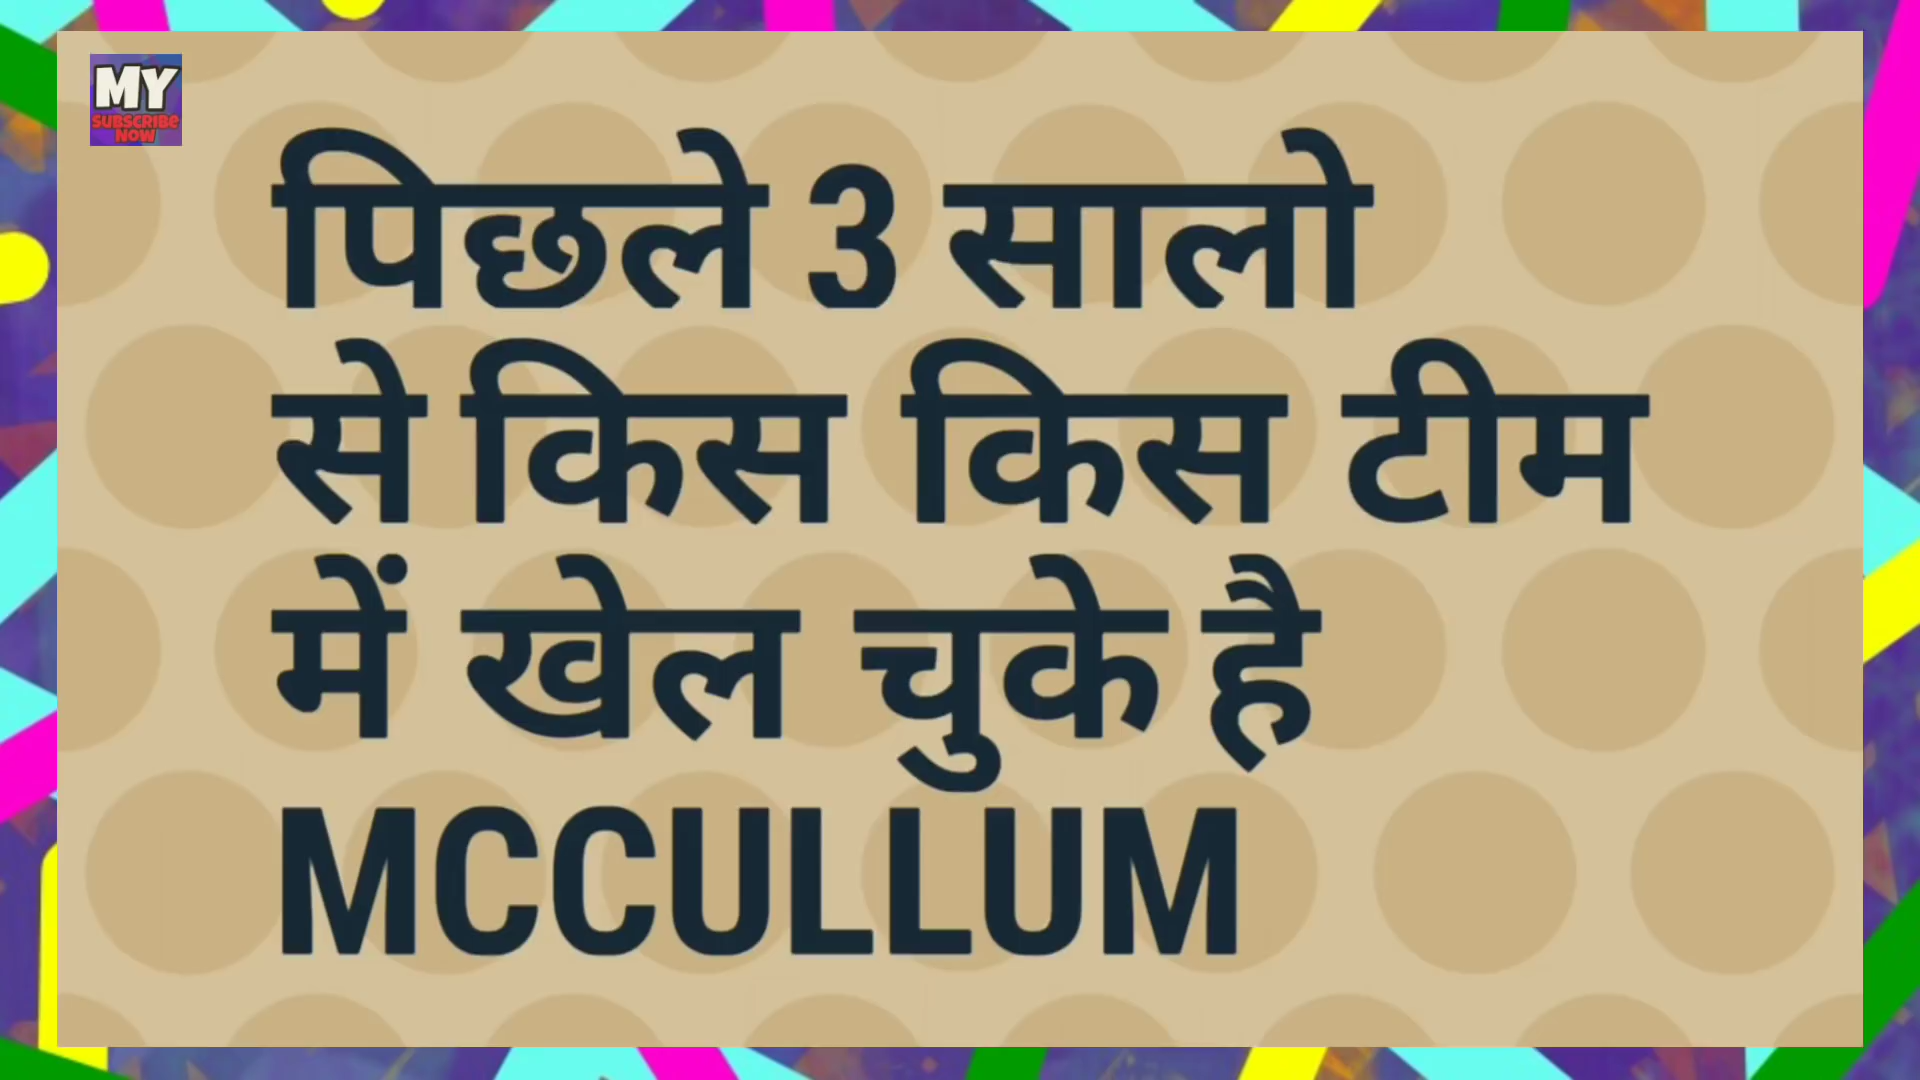 MY
SUBSCRIBE
NOW
पिछले 3 सालो
से किस किस टीम
में खेल चुके है
MCCULLUM